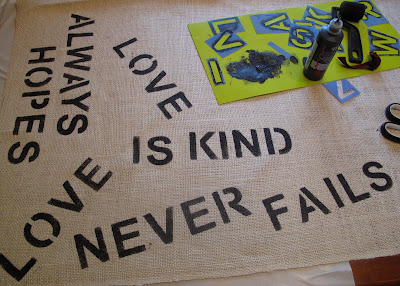 ALWAYS
HOPES
LOVE
IS KIND
LOVE
NEVER FAILS